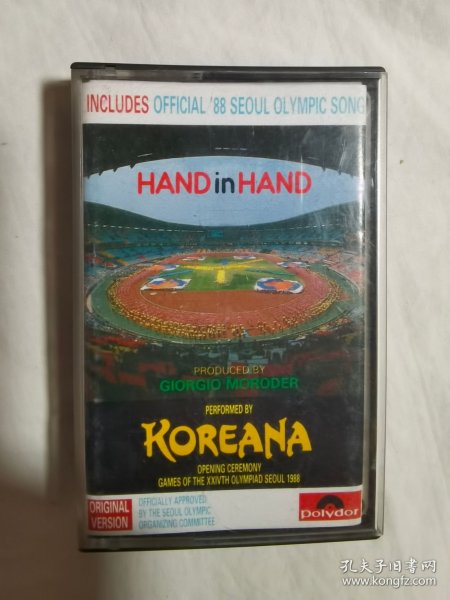 INCLUDES OFFICIAL '88 SEOUL OLYMPIC SONG
HAND in HAND
PRODUCED BY
GIORGIO MORODER
PERFORMED BY
KOREANA
OPENING CEREMONY
GAMES OF THE XXIVTH OLYMPIAD SEOUL 1988
ORIGINAL
VERSION
OFFICIALLY APPROVED
BY THE SEOUL OLYMPIC
ORGANIZING COMMITTEE
polydor
孔夫子旧书网
www.kongfz.com